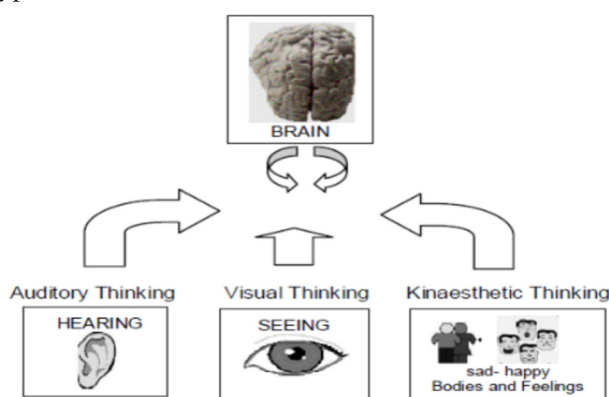 BRAIN
Auditory Thinking
Visual Thinking
Kinaesthetic Thinking
HEARING
SEEING
sad- happy
Bodies and Feelings